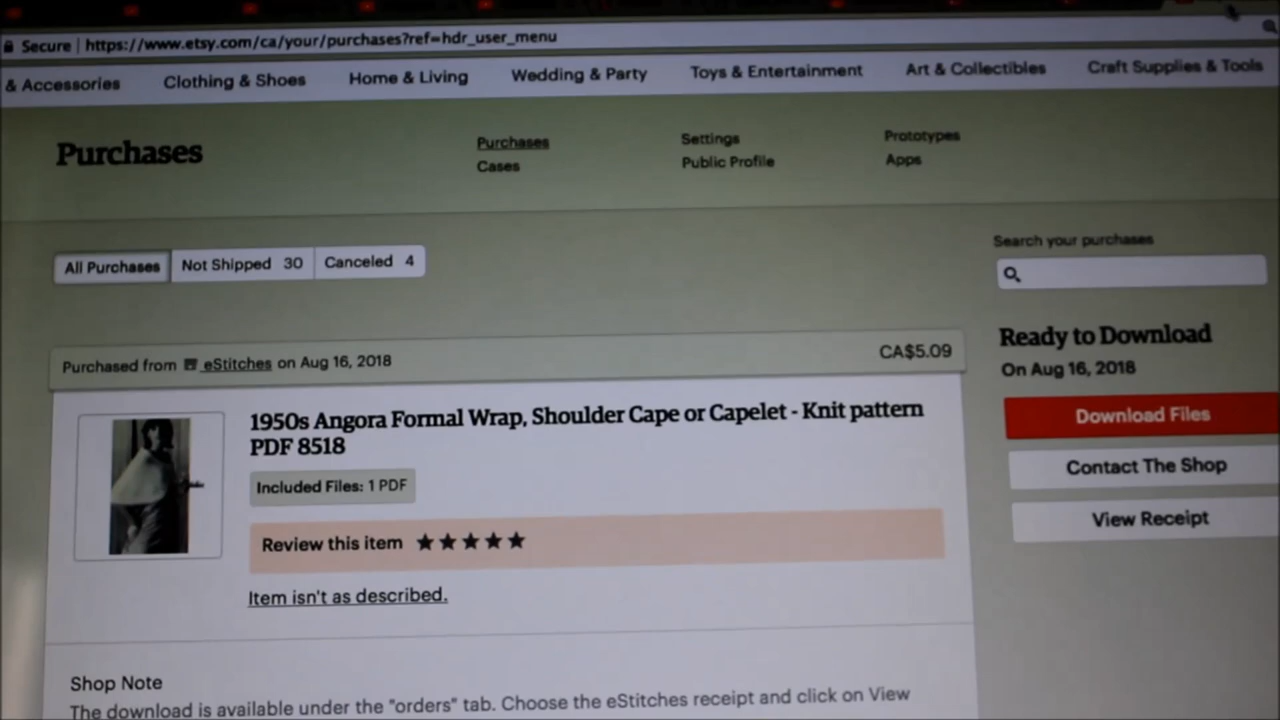 Secure | https://www.etsy.com/ca/your/purchases?ref=hdr_user_menu
& Accessories Clothing & Shoes Home & Living Wedding & Party Toys & Entertainment Art & Collectibles Craft Supplies & Tools
Purchases
Purchases Settings Prototypes
Cases Public Profile Apps
All Purchases Not Shipped 30 Canceled 4
Search your purchases
Purchased from eStitches on Aug 16, 2018 CA$5.09
Ready to Download
On Aug 16, 2018
1950s Angora Formal Wrap, Shoulder Cape or Capelet - Knit pattern
PDF 8518
Download Files
Included Files: 1 PDF
Contact The Shop
Review this item ★★★★★
View Receipt
Item isn't as described.
Shop Note
The download is available under the "orders" tab. Choose the eStitches receipt and click on View